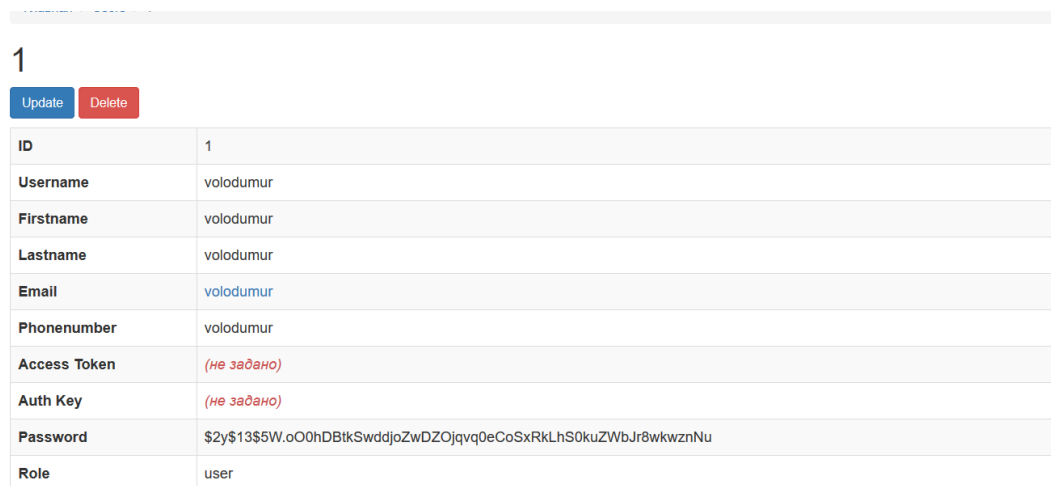 1
Update Delete
ID 1
Username volodumur
Firstname volodumur
Lastname volodumur
Email volodumur
Phonenumber volodumur
Access Token (не задано)
Auth Key (не задано)
Password $2y$13$5W.oO0hDBtkSwddjoZwDZOjqvq0eCoSxRkLhS0kuZWbJr8wkwznNu
Role user